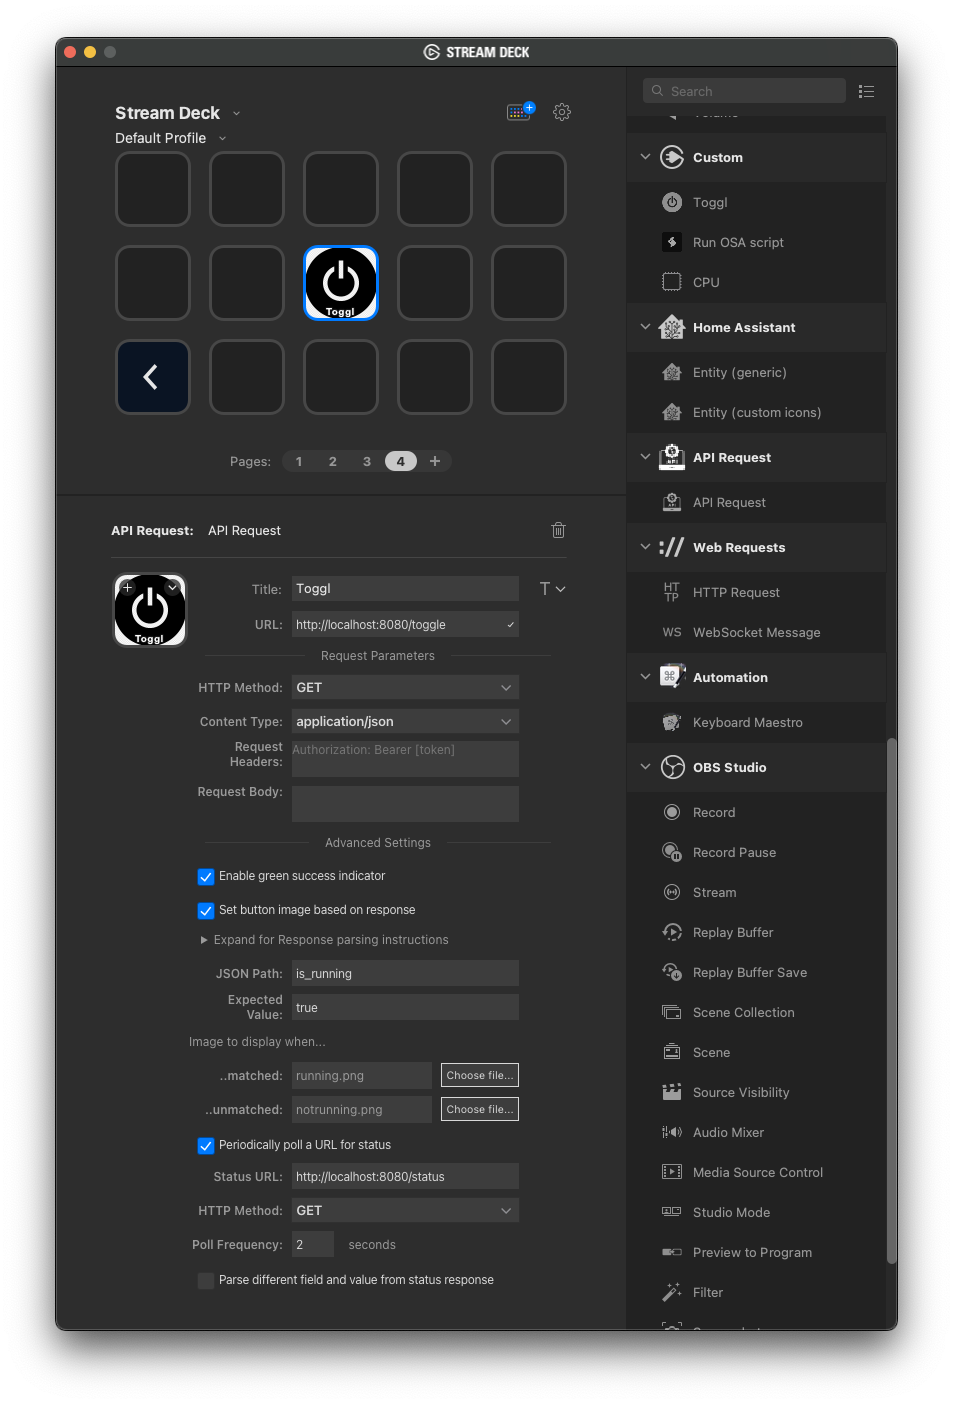 STREAM DECK
Stream Deck
Default Profile
Toggl
Pages: 1 2 3 4 +
API Request: API Request
Toggl
Title: Toggl
T
URL: http://localhost:8080/toggle
Request Parameters
HTTP Method: GET
Content Type: application/json
Request Headers: Authorization: Bearer [token]
Request Body:
Advanced Settings
Enable green success indicator
Set button image based on response
Expand for Response parsing instructions
JSON Path: is_running
Expected Value: true
Image to display when...
..matched: running.png Choose file...
..unmatched: notrunning.png Choose file...
Periodically poll a URL for status
Status URL: http://localhost:8080/status
HTTP Method: GET
Poll Frequency: 2 seconds
Parse different field and value from status response
Search
Volume
Custom
Toggl
Run OSA script
CPU
Home Assistant
Entity (generic)
Entity (custom icons)
API Request
API Request
Web Requests
HTTP Request
WS WebSocket Message
Automation
Keyboard Maestro
OBS Studio
Record
Record Pause
Stream
Replay Buffer
Replay Buffer Save
Scene Collection
Scene
Source Visibility
Audio Mixer
Media Source Control
Studio Mode
Preview to Program
Filter